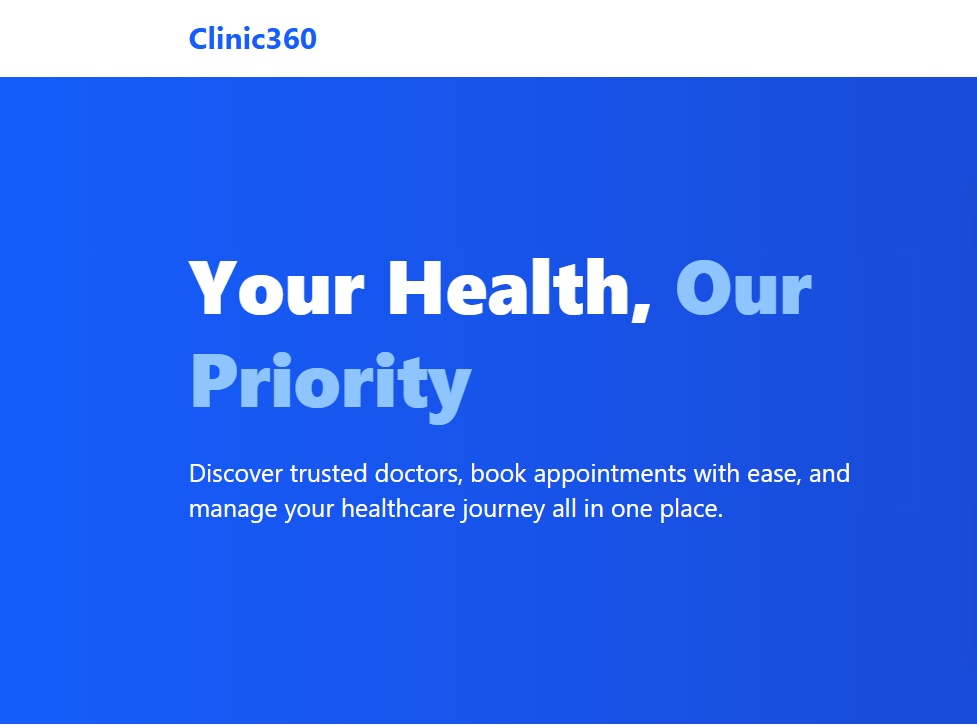 Clinic360
Your Health, Our
Priority
Discover trusted doctors, book appointments with ease, and
manage your healthcare journey all in one place.